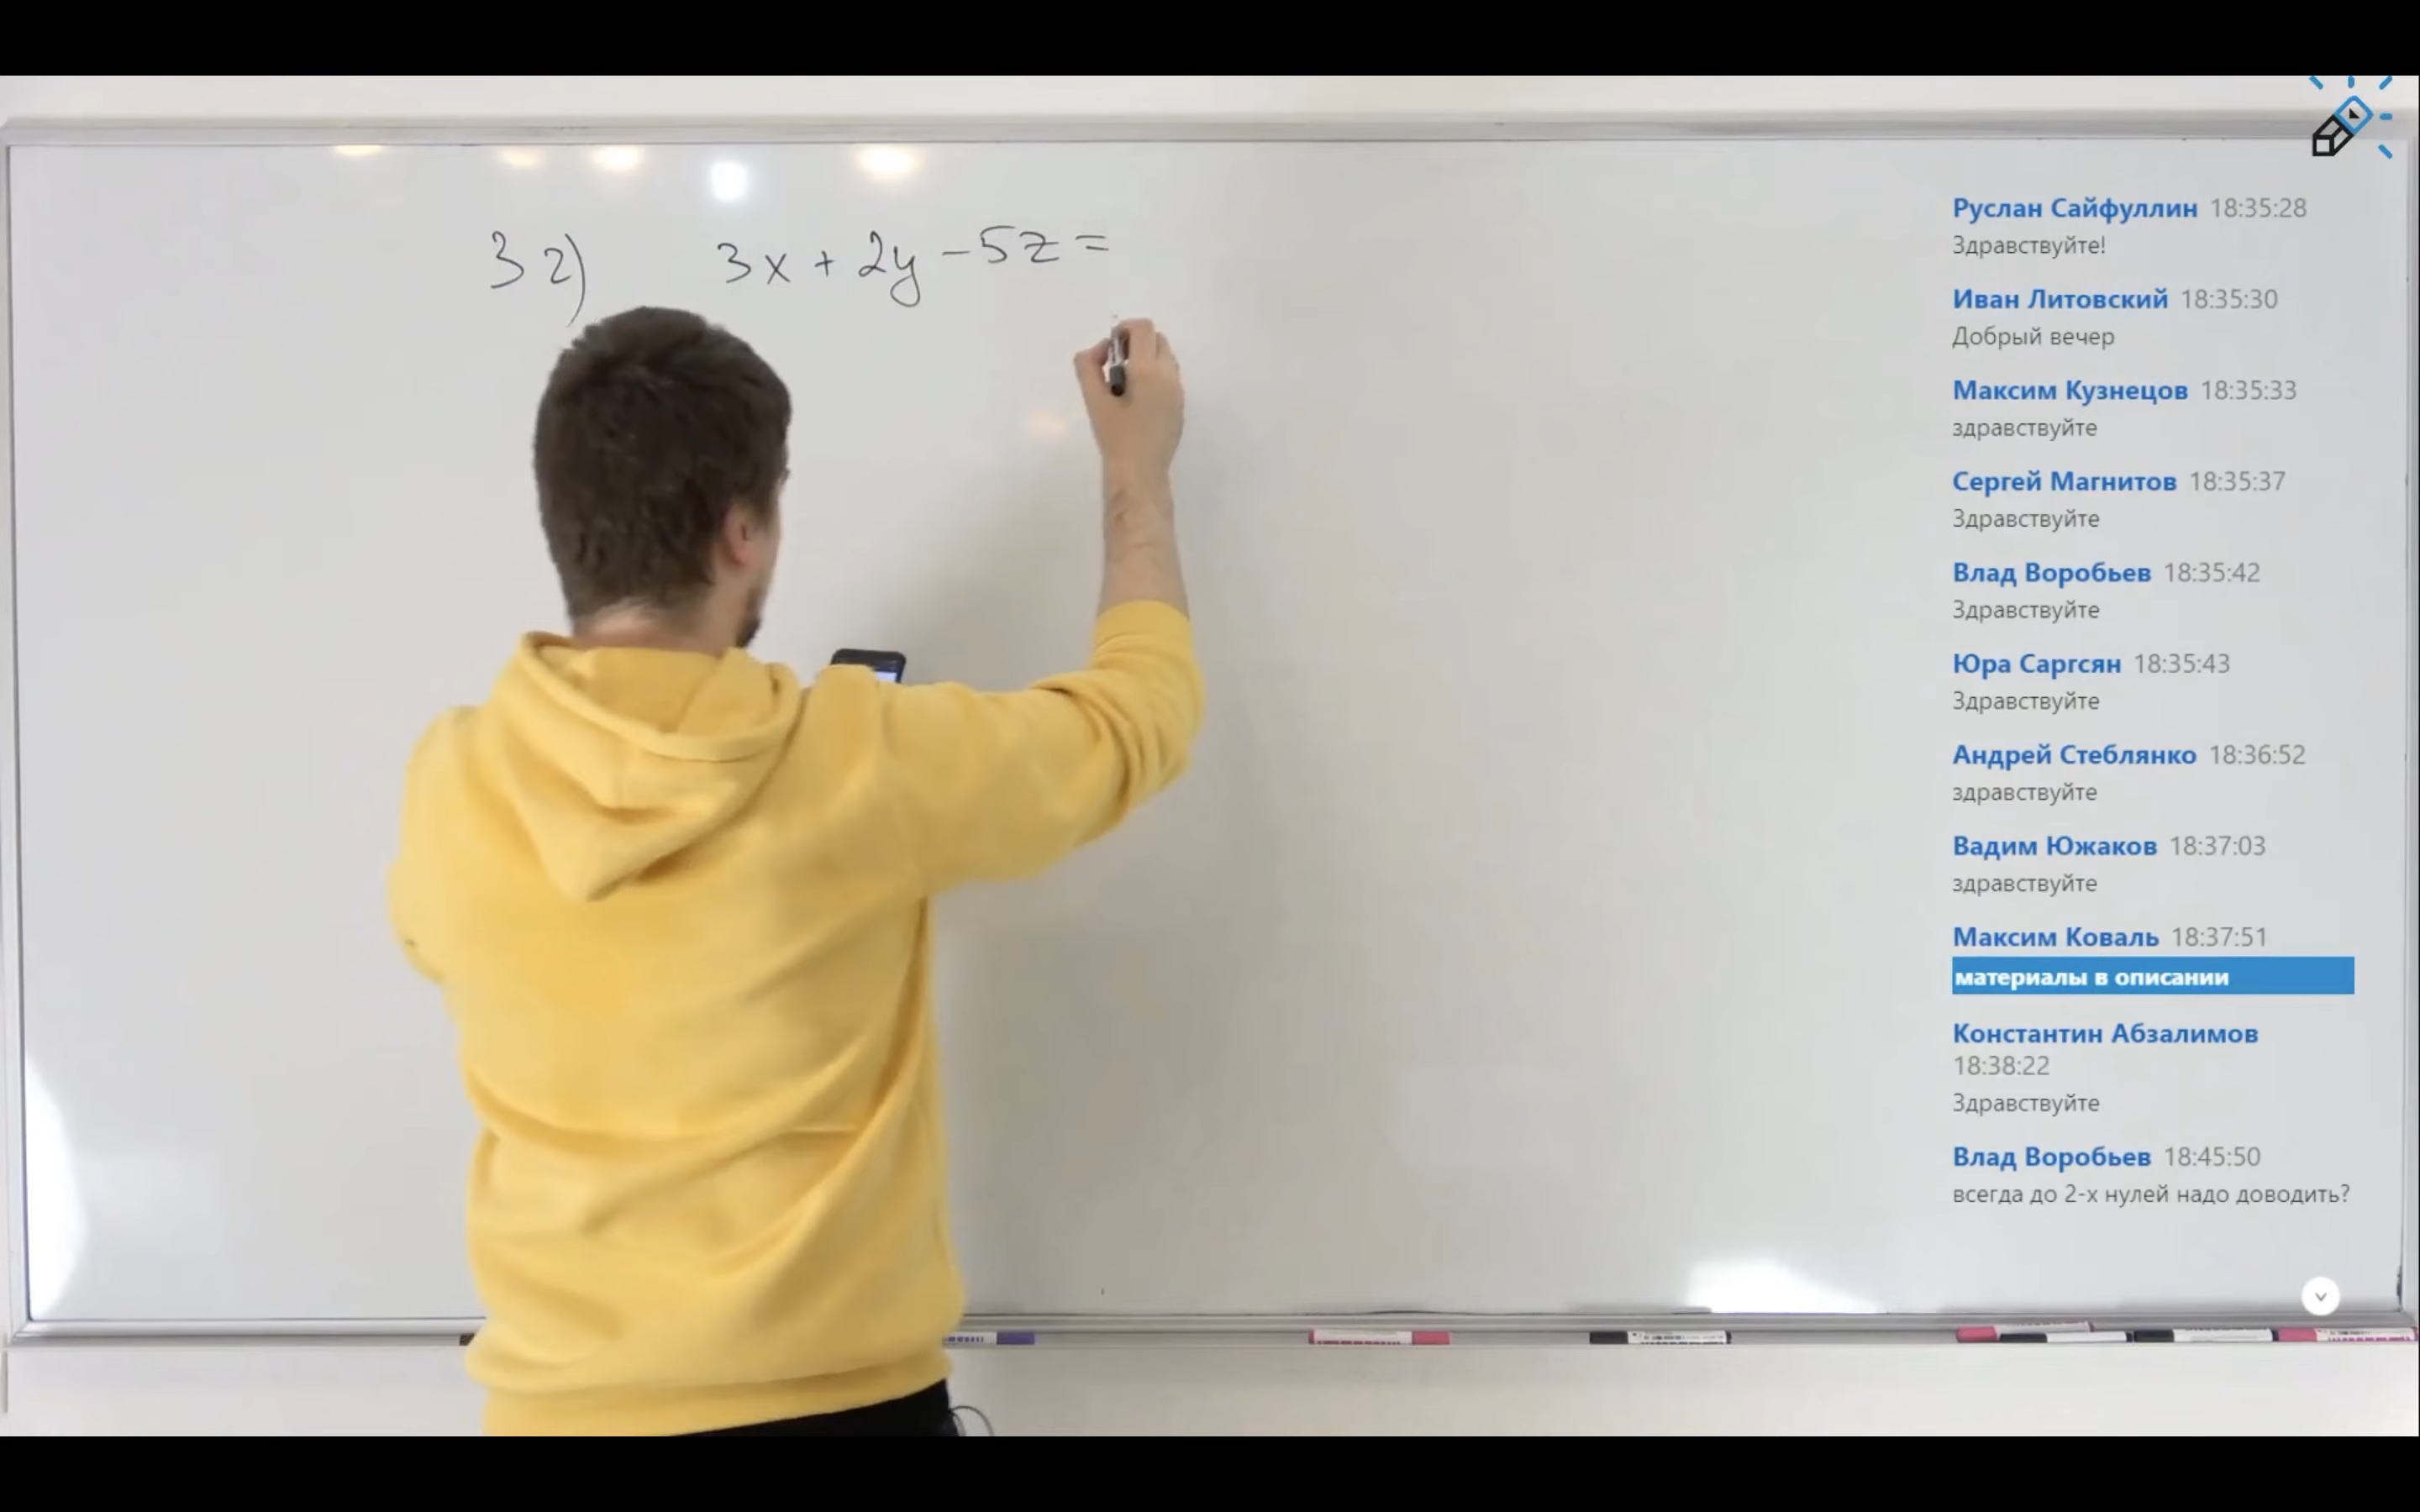 3 г) 3x + 2y - 5z =
Руслан Сайфуллин 18:35:28
Здравствуйте!
Иван Литовский 18:35:30
Добрый вечер
Максим Кузнецов 18:35:33
здравствуйте
Сергей Магнитов 18:35:37
Здравствуйте
Влад Воробьев 18:35:42
Здравствуйте
Юра Саргсян 18:35:43
Здравствуйте
Андрей Стеблянко 18:36:52
здравствуйте
Вадим Южаков 18:37:03
здравствуйте
Максим Коваль 18:37:51
материалы в описании
Константин Абзалимов
18:38:22
Здравствуйте
Влад Воробьев 18:45:50
всегда до 2-х нулей надо доводить?